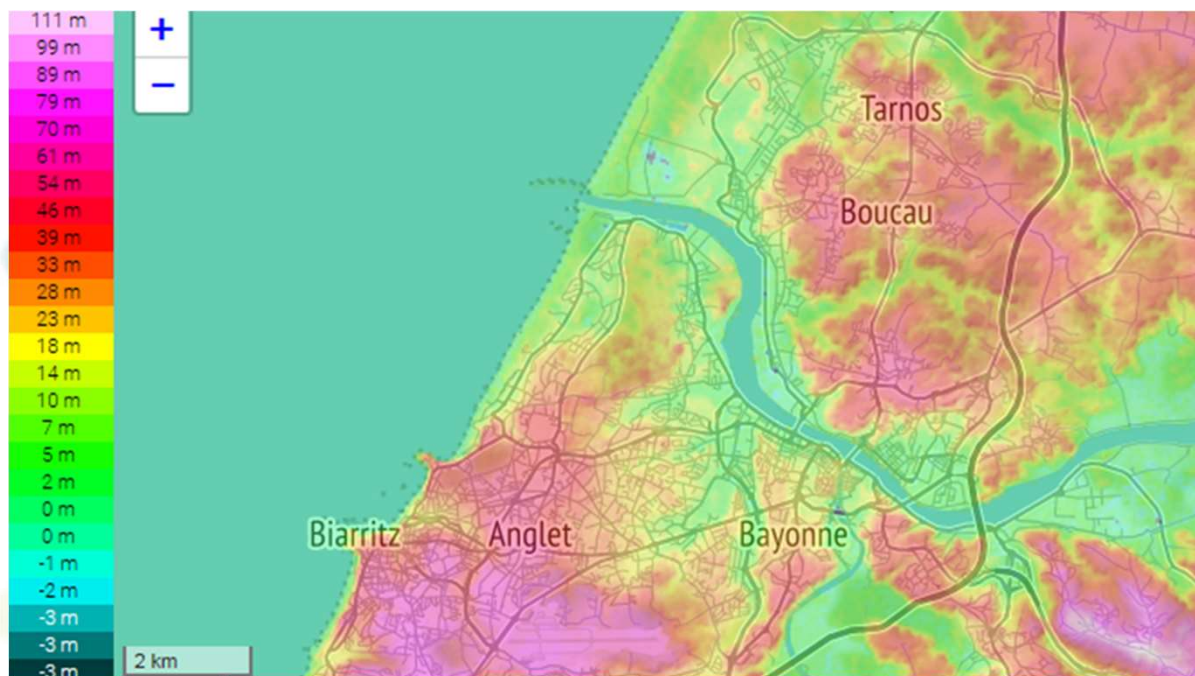 111 m
99 m
89 m
79 m
70 m
61 m
54 m
46 m
39 m
33 m
28 m
23 m
18 m
14 m
10 m
7 m
5 m
2 m
0 m
0 m
-1 m
-2 m
-3 m
-3 m
-3 m
+
−
Tarnos
Boucau
Biarritz
Anglet
Bayonne
2 km